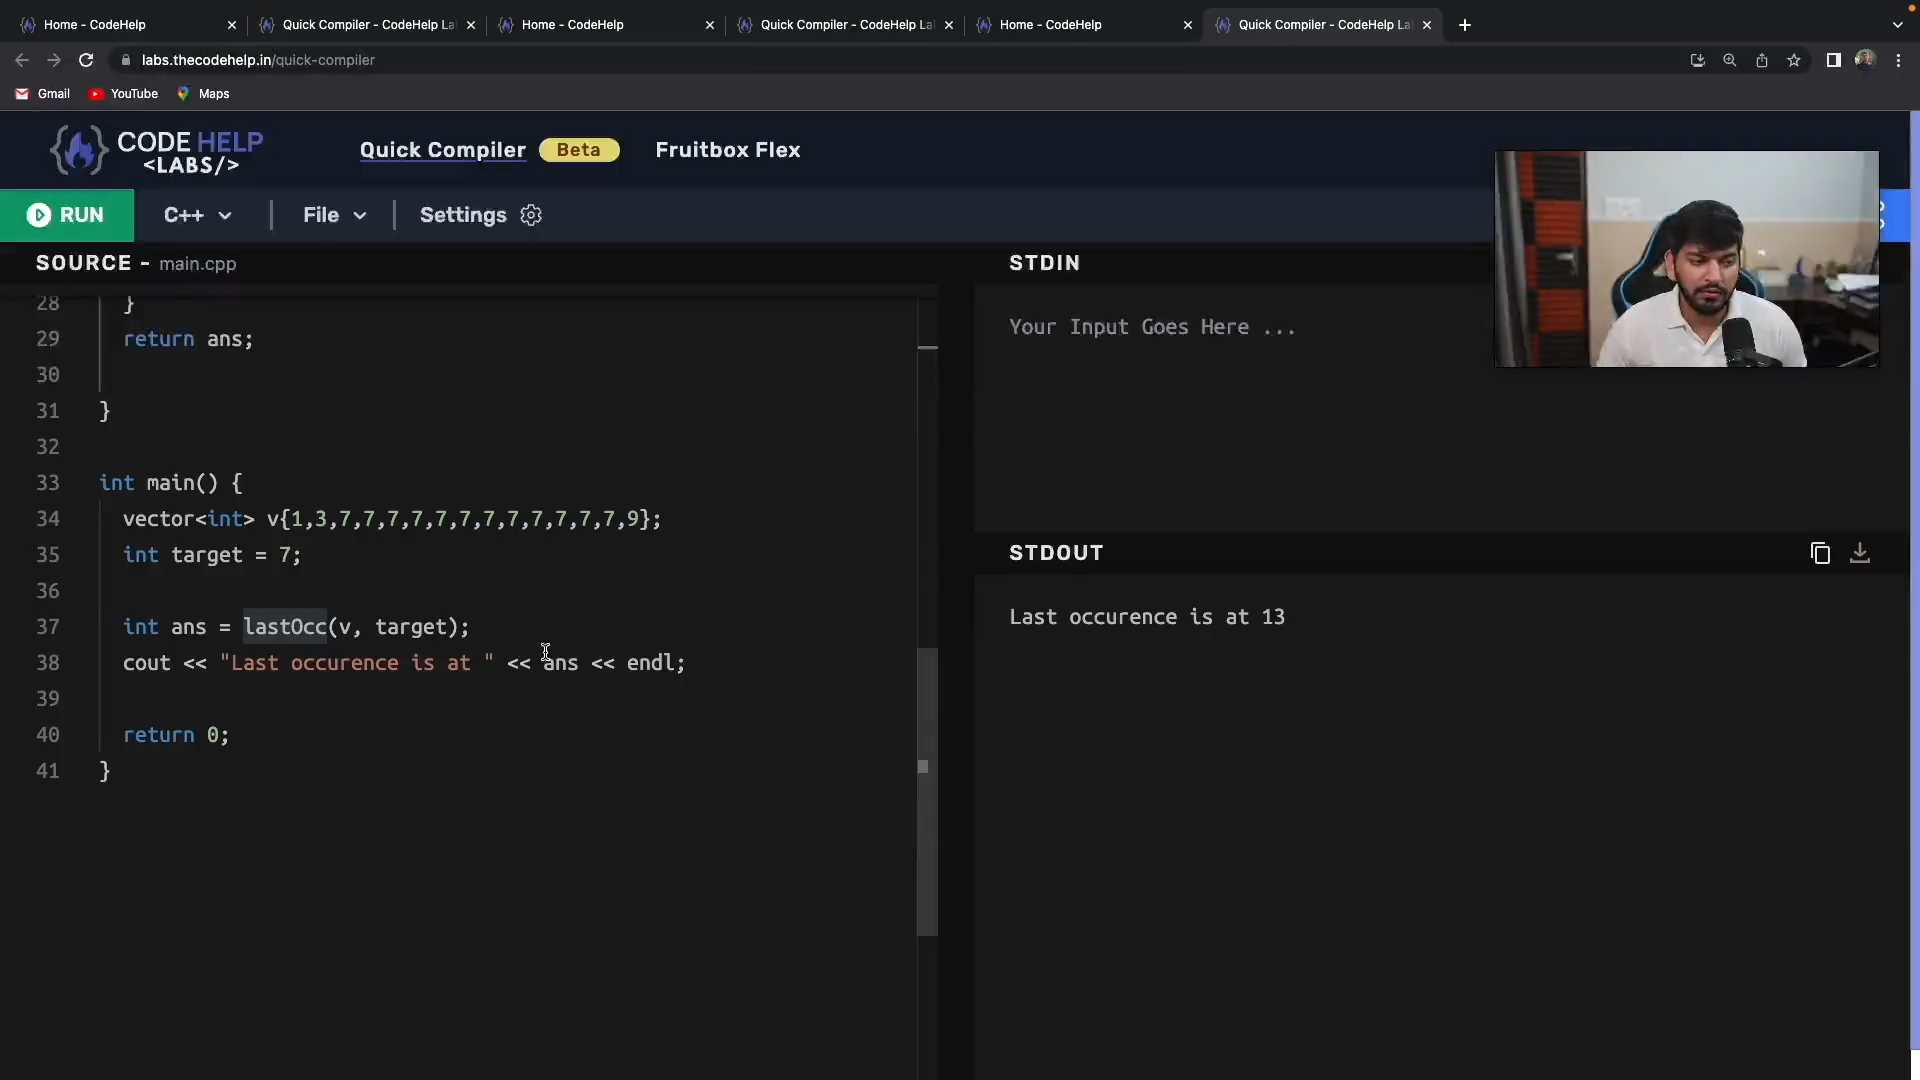 Home - CodeHelp
Quick Compiler - CodeHelp La
Home - CodeHelp
Quick Compiler - CodeHelp La
Home - CodeHelp
Quick Compiler - CodeHelp La
labs.thecodehelp.in/quick-compiler
Gmail
YouTube
Maps
CODE HELP
<LABS/>
Quick Compiler
Beta
Fruitbox Flex
RUN
C++
File
Settings
SOURCE - main.cpp
28 }
29 return ans;
30
31 }
32
33 int main() {
34 vector<int> v{1,3,7,7,7,7,7,7,7,7,7,7,7,7,9};
35 int target = 7;
36
37 int ans = lastOcc(v, target);
38 cout << "Last occurence is at " << ans << endl;
39
40 return 0;
41 }
STDIN
Your Input Goes Here ...
STDOUT
Last occurence is at 13